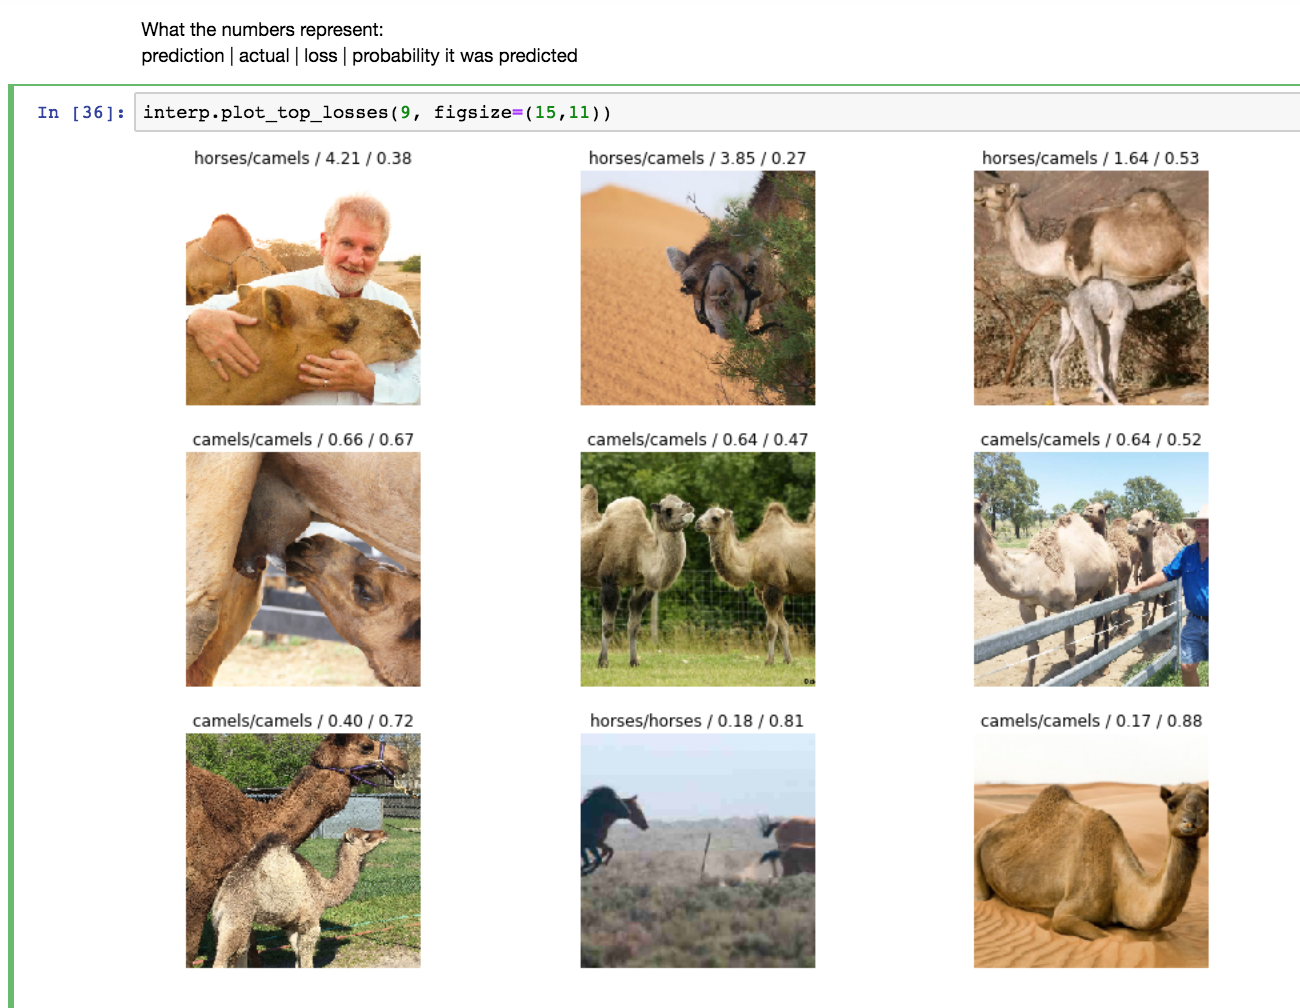 What the numbers represent:
prediction | actual | loss | probability it was predicted
In [36]: interp.plot_top_losses(9, figsize=(15,11))
horses/camels / 4.21 / 0.38
horses/camels / 3.85 / 0.27
horses/camels / 1.64 / 0.53
camels/camels / 0.66 / 0.67
camels/camels / 0.64 / 0.47
camels/camels / 0.64 / 0.52
camels/camels / 0.40 / 0.72
horses/horses / 0.18 / 0.81
camels/camels / 0.17 / 0.88